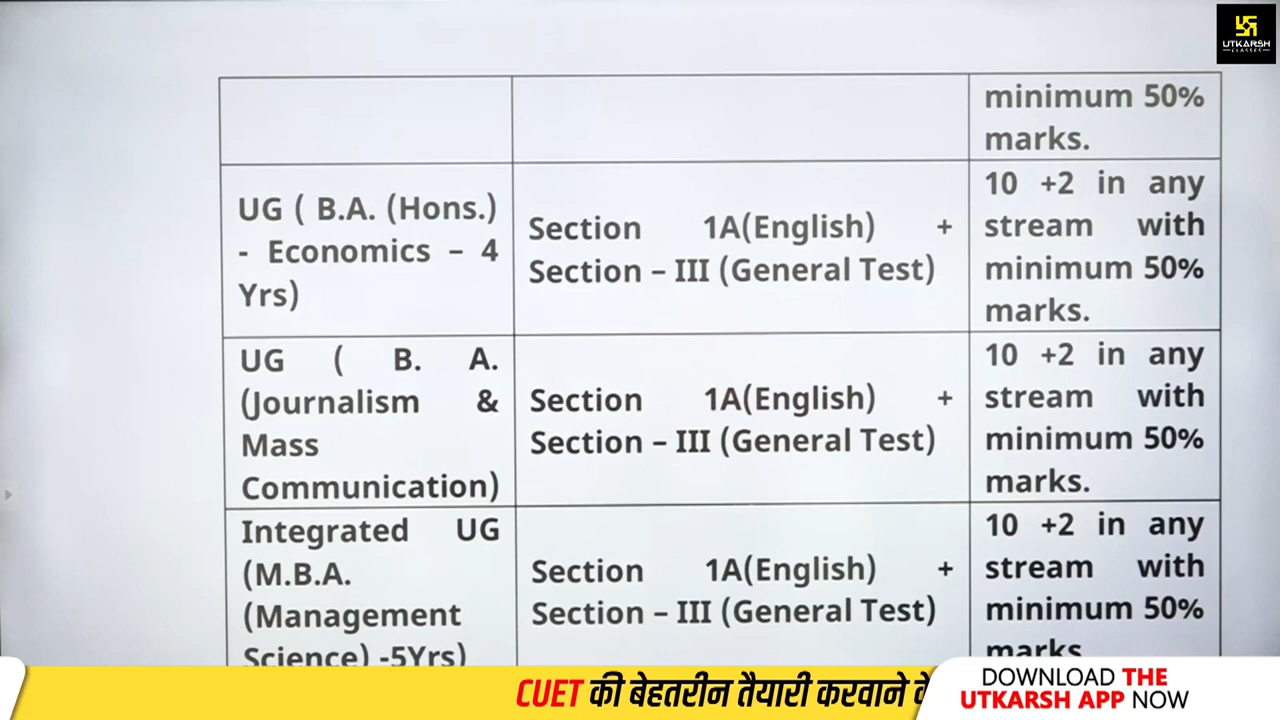 UTKARSH
CLASSES
minimum 50%
marks.
UG ( B.A. (Hons.)
- Economics – 4
Yrs)
Section 1A(English) +
Section – III (General Test)
10 +2 in any
stream with
minimum 50%
marks.
UG ( B. A.
(Journalism &
Mass
Communication)
Section 1A(English) +
Section – III (General Test)
10 +2 in any
stream with
minimum 50%
marks.
Integrated UG
(M.B.A.
(Management
Science) -5Yrs)
Section 1A(English) +
Section – III (General Test)
10 +2 in any
stream with
minimum 50%
marks
CUET की बेहतरीन तैयारी करवाने
DOWNLOAD THE
UTKARSH APP NOW